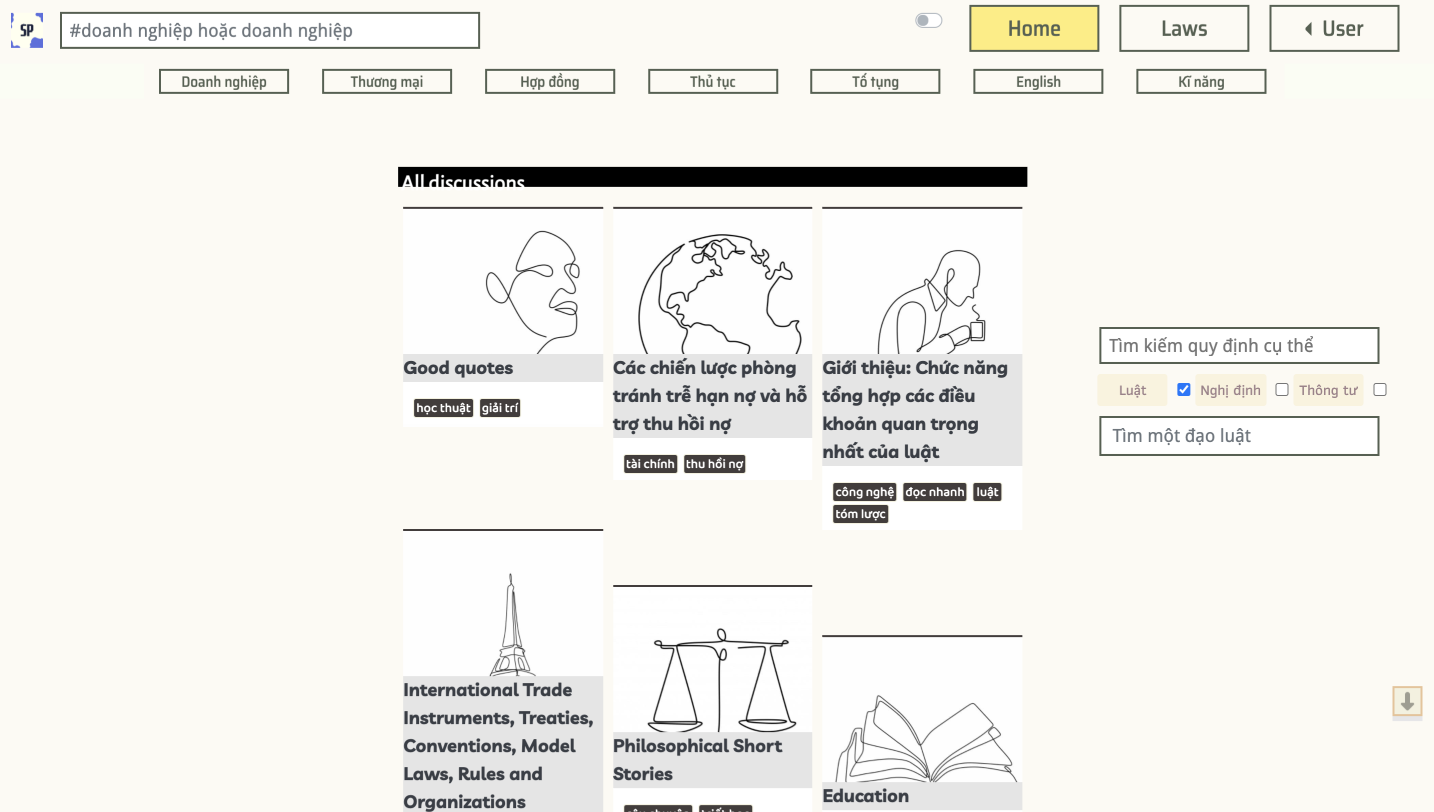 SP
#doanh nghiệp hoặc doanh nghiệp
Home
Laws
User
Doanh nghiệp
Thương mại
Hợp đồng
Thủ tục
Tố tụng
English
Kĩ năng
All discussions
Good quotes
học thuật giải trí
Các chiến lược phòng
tránh trễ hạn nợ và hỗ
trợ thu hồi nợ
tài chính thu hồi nợ
Giới thiệu: Chức năng
tổng hợp các điều
khoản quan trọng
nhất của luật
công nghệ đọc nhanh luật
tóm lược
Tìm kiếm quy định cụ thể
Luật
Nghị định
Thông tư
Tìm một đạo luật
International Trade
Instruments, Treaties,
Conventions, Model
Laws, Rules and
Organizations
Philosophical Short
Stories
Education